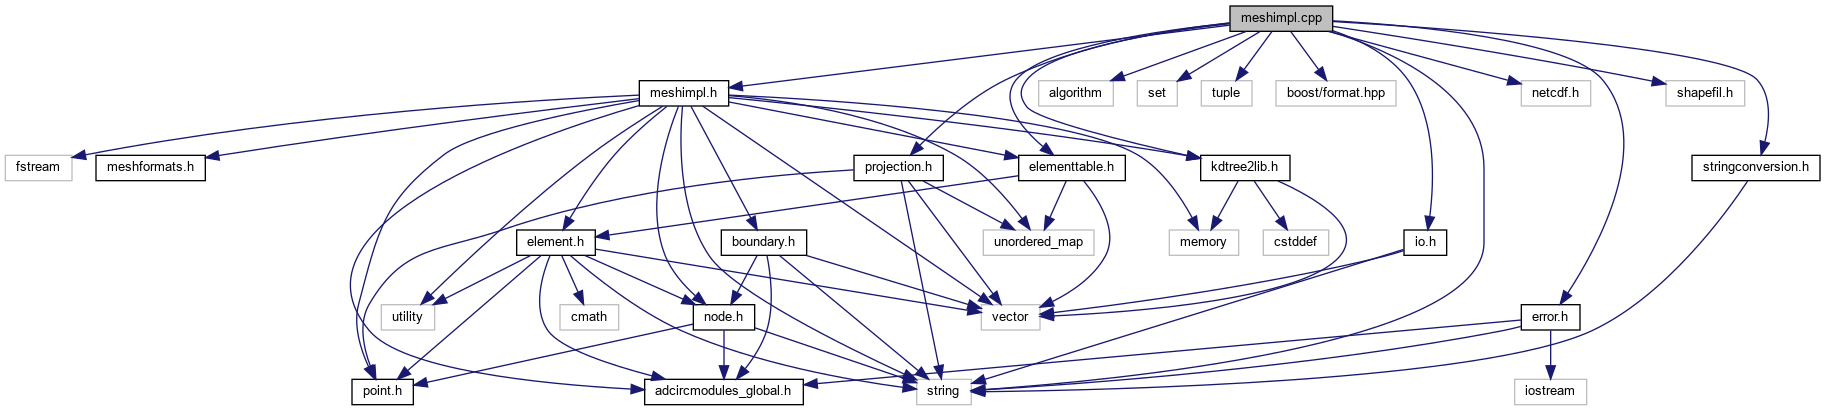 meshimpl.cpp
meshimpl.h
algorithm
set
tuple
boost/format.hpp
netcdf.h
shapefil.h
fstream
meshformats.h
projection.h
elementtable.h
kdtree2lib.h
stringconversion.h
element.h
boundary.h
unordered_map
memory
cstddef
io.h
utility
cmath
node.h
vector
error.h
point.h
adcircmodules_global.h
string
iostream